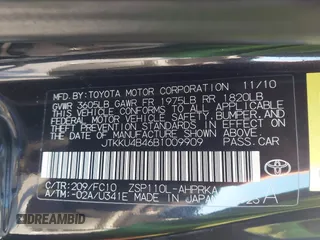 MFD.BY:TOYOTA MOTOR CORPORATION 11/10
GVWR 3605LB GAWR FR 1975LB RR 1820LB
THIS VEHICLE CONFORMS TO ALL APPLICABLE
FEDERAL MOTOR VEHICLE SAFETY, BUMPER, AND
THEFT PREVENTION STANDARDS IN EFFECT ON
THE DATE OF MANUFACTURE SHOWN ABOVE.
JTKKU4B46B1009909 PASS.CAR
C/TR:209/FC10 ZSP110L-AHPRKA
A/TM:-02A/U341E MADE IN JAPAN
TOYOTA